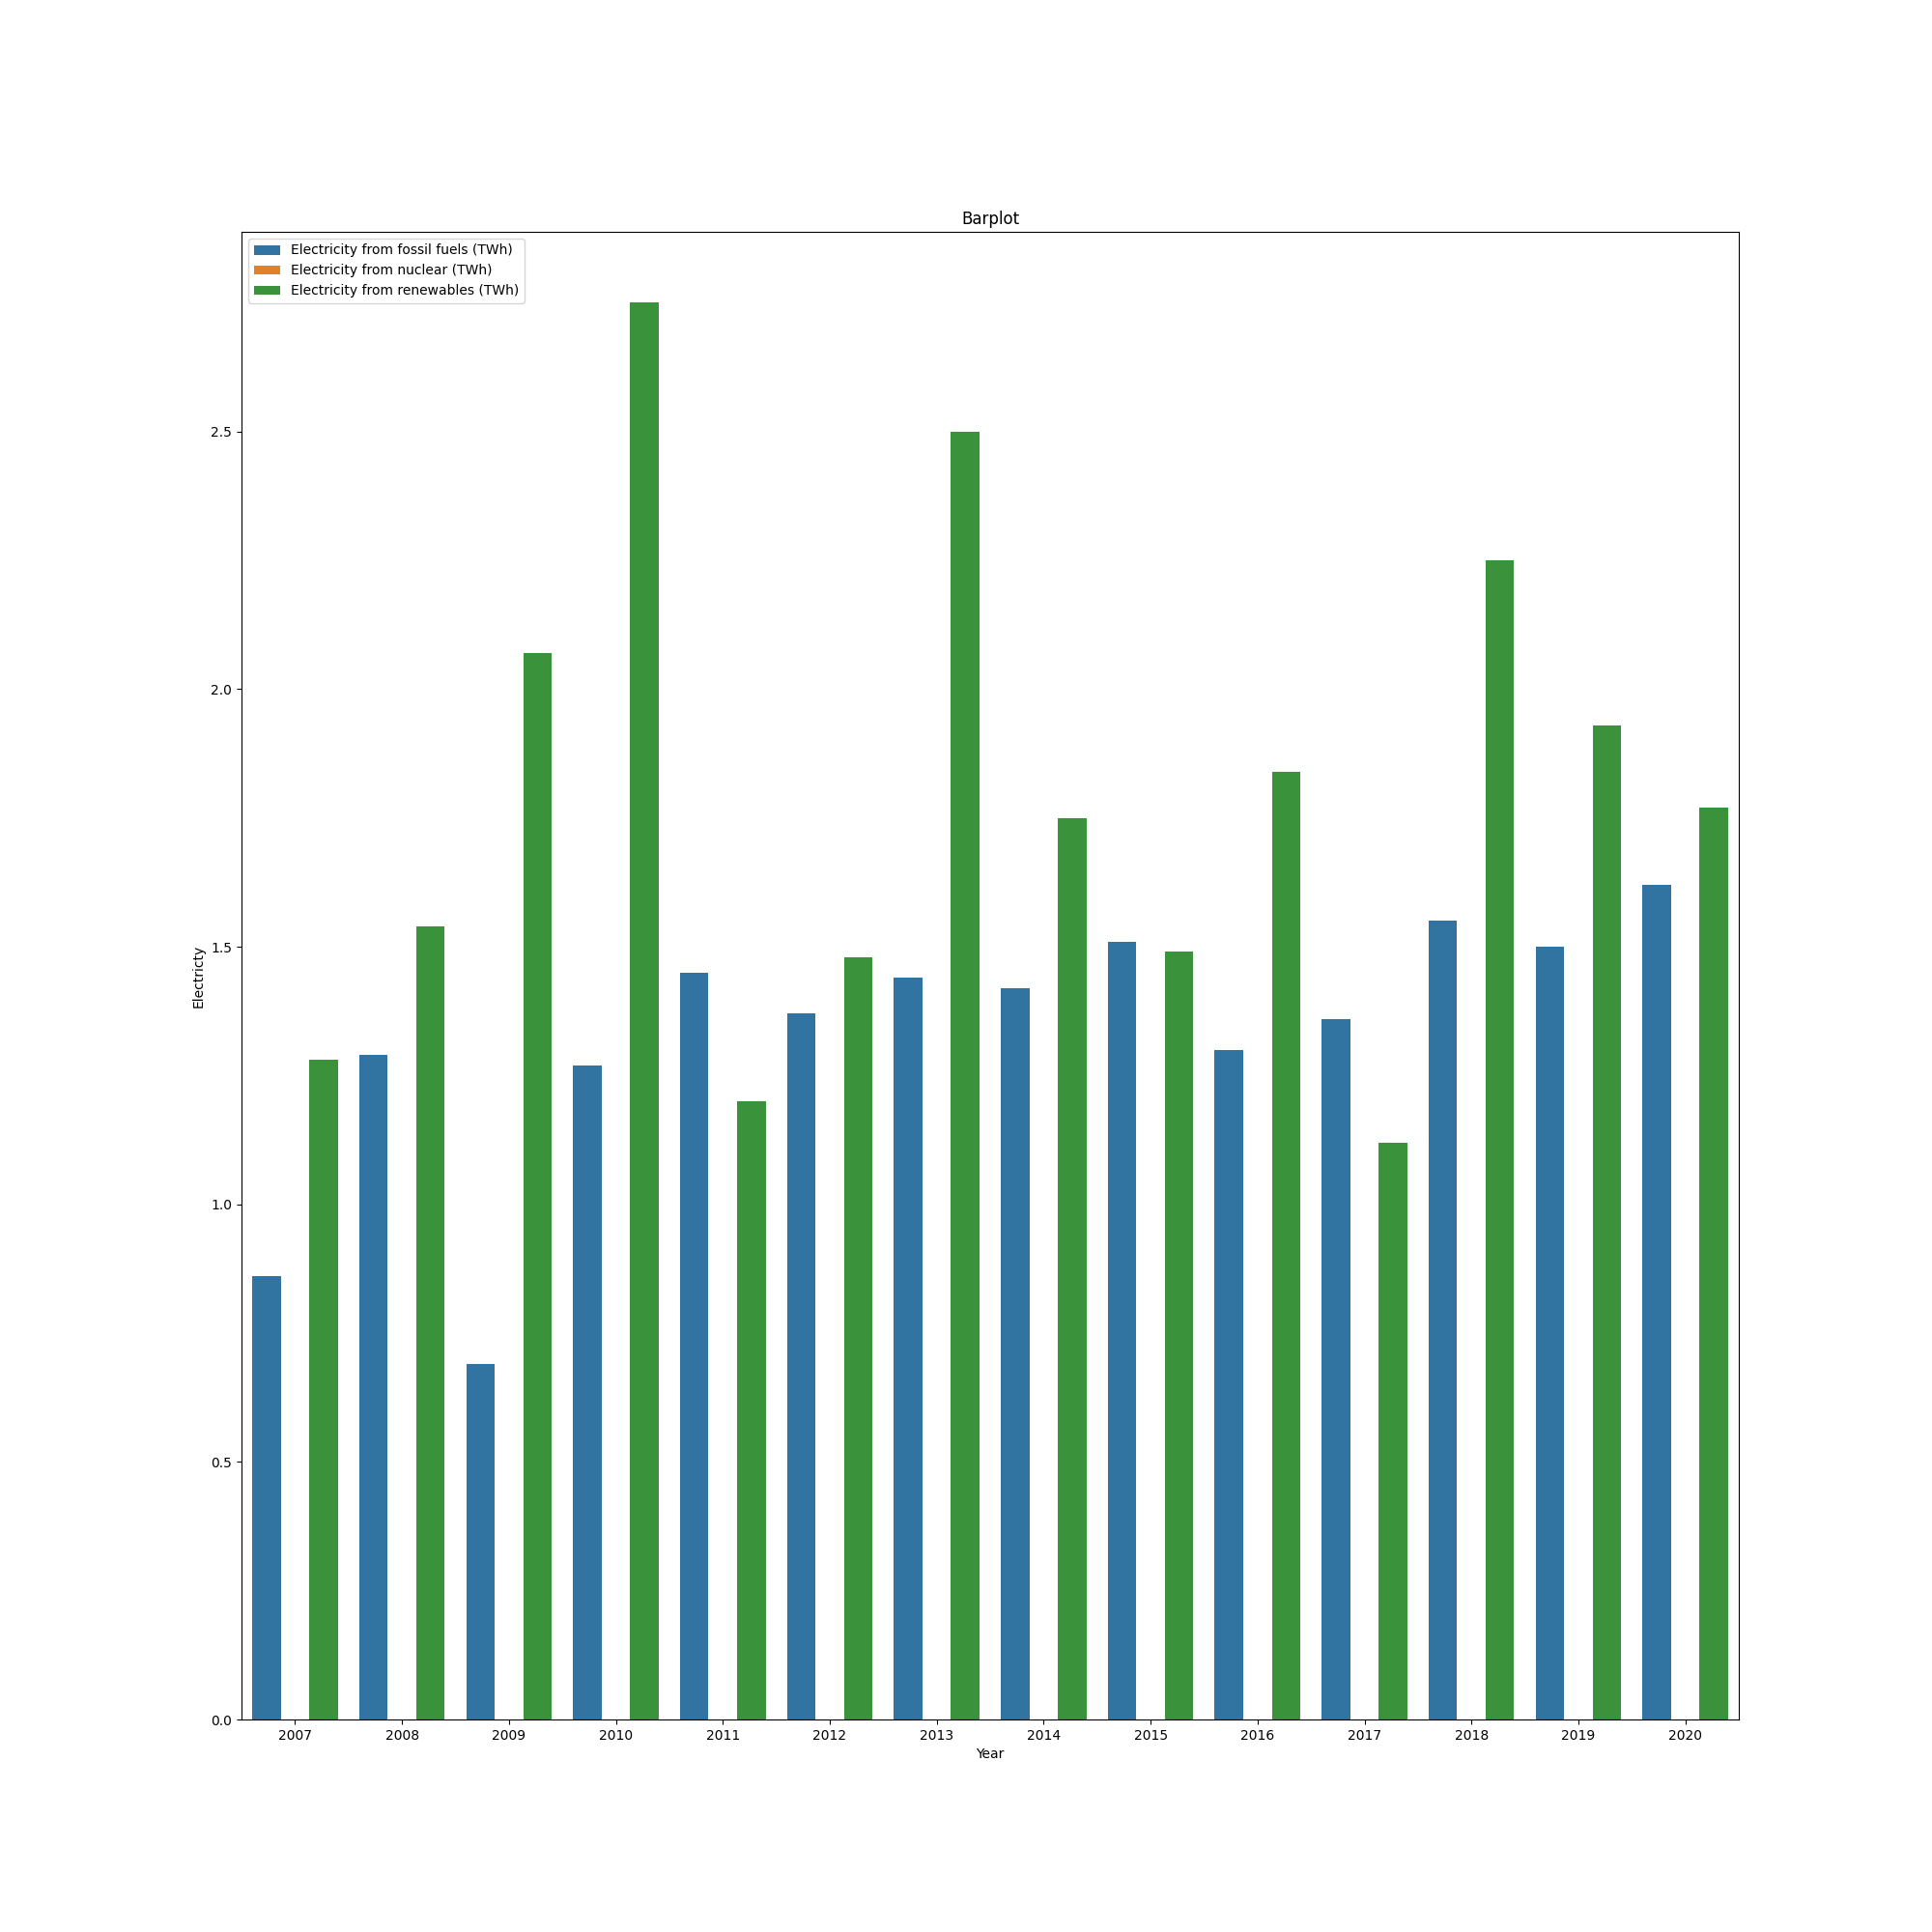 Barplot
Electricity from fossil fuels (TWh)
Electricity from nuclear (TWh)
Electricity from renewables (TWh)
2.5
2.0
1.5
1.0
0.5
0.0
Electricty
2007 2008 2009 2010 2011 2012 2013 2014 2015 2016 2017 2018 2019 2020
Year